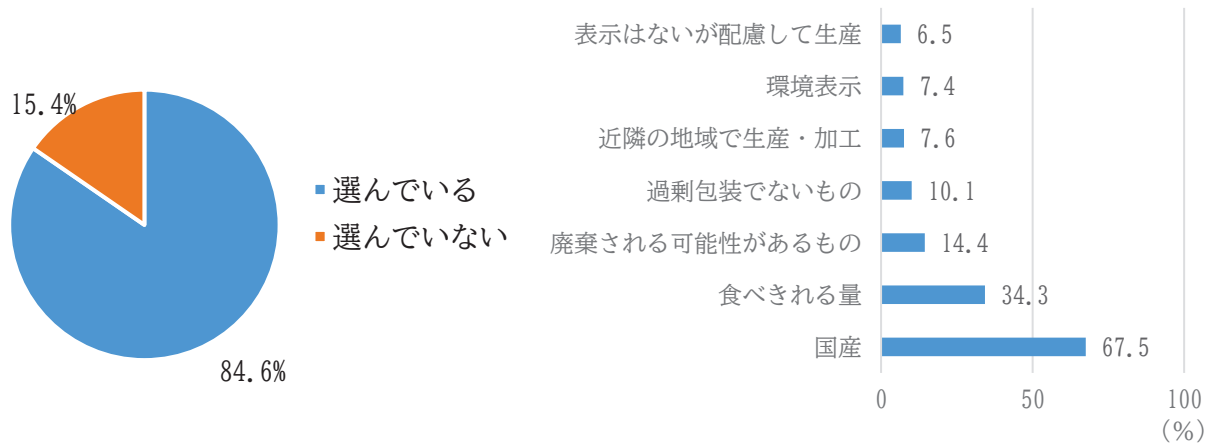 15.4%
84.6%
選んでいる
選んでいない
表示はないが配慮して生産 6.5
環境表示 7.4
近隣の地域で生産・加工 7.6
過剰包装でないもの 10.1
廃棄される可能性があるもの 14.4
食べきれる量 34.3
国産 67.5
0 50 100
(%)